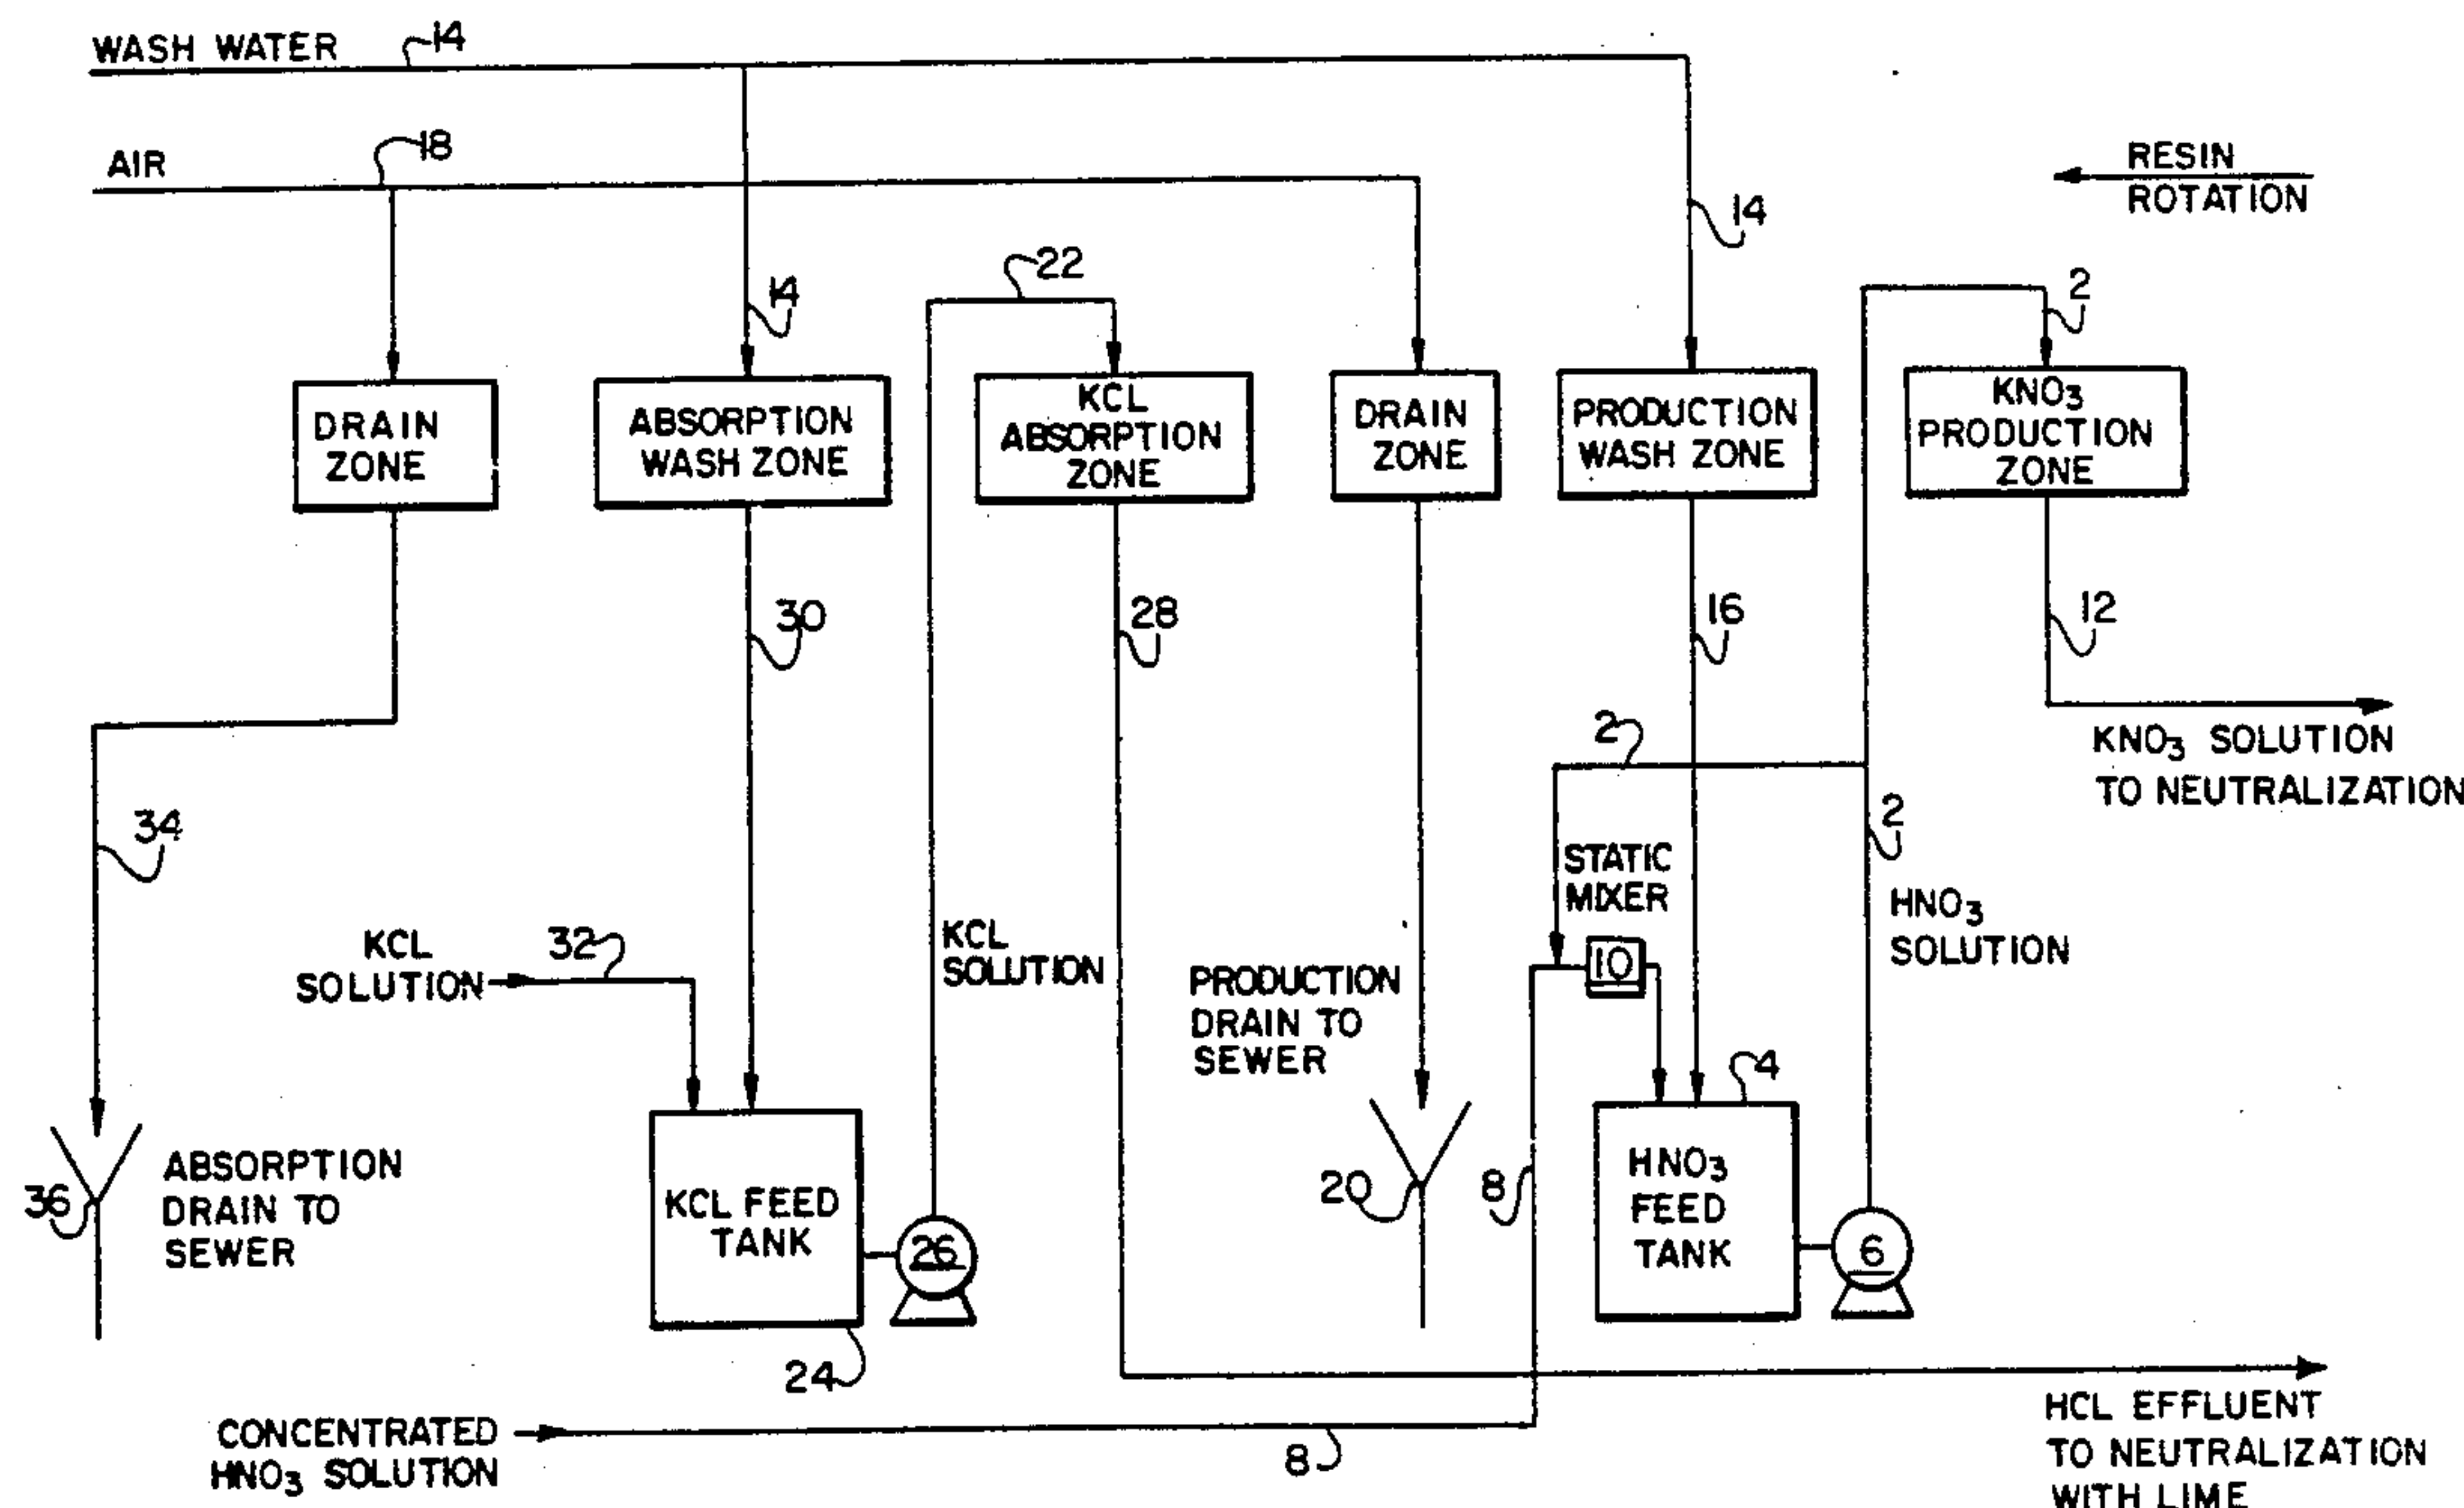 WASH WATER
14
AIR
18
RESIN
ROTATION
14
14
22
2
DRAIN
ZONE
ABSORPTION
WASH ZONE
KCL
ABSORPTION
ZONE
DRAIN
ZONE
PRODUCTION
WASH ZONE
KNO3
PRODUCTION
ZONE
30
28
16
12
2
KNO3 SOLUTION
TO NEUTRALIZATION
34
2
STATIC
MIXER
HNO3
SOLUTION
KCL
SOLUTION
32
KCL
SOLUTION
10
PRODUCTION
DRAIN TO
SEWER
4
36
ABSORPTION
DRAIN TO
SEWER
KCL FEED
TANK
26
20
8
HNO3
FEED
TANK
6
24
CONCENTRATED
HNO3 SOLUTION
8
HCL EFFLUENT
TO NEUTRALIZATION
WITH LIME